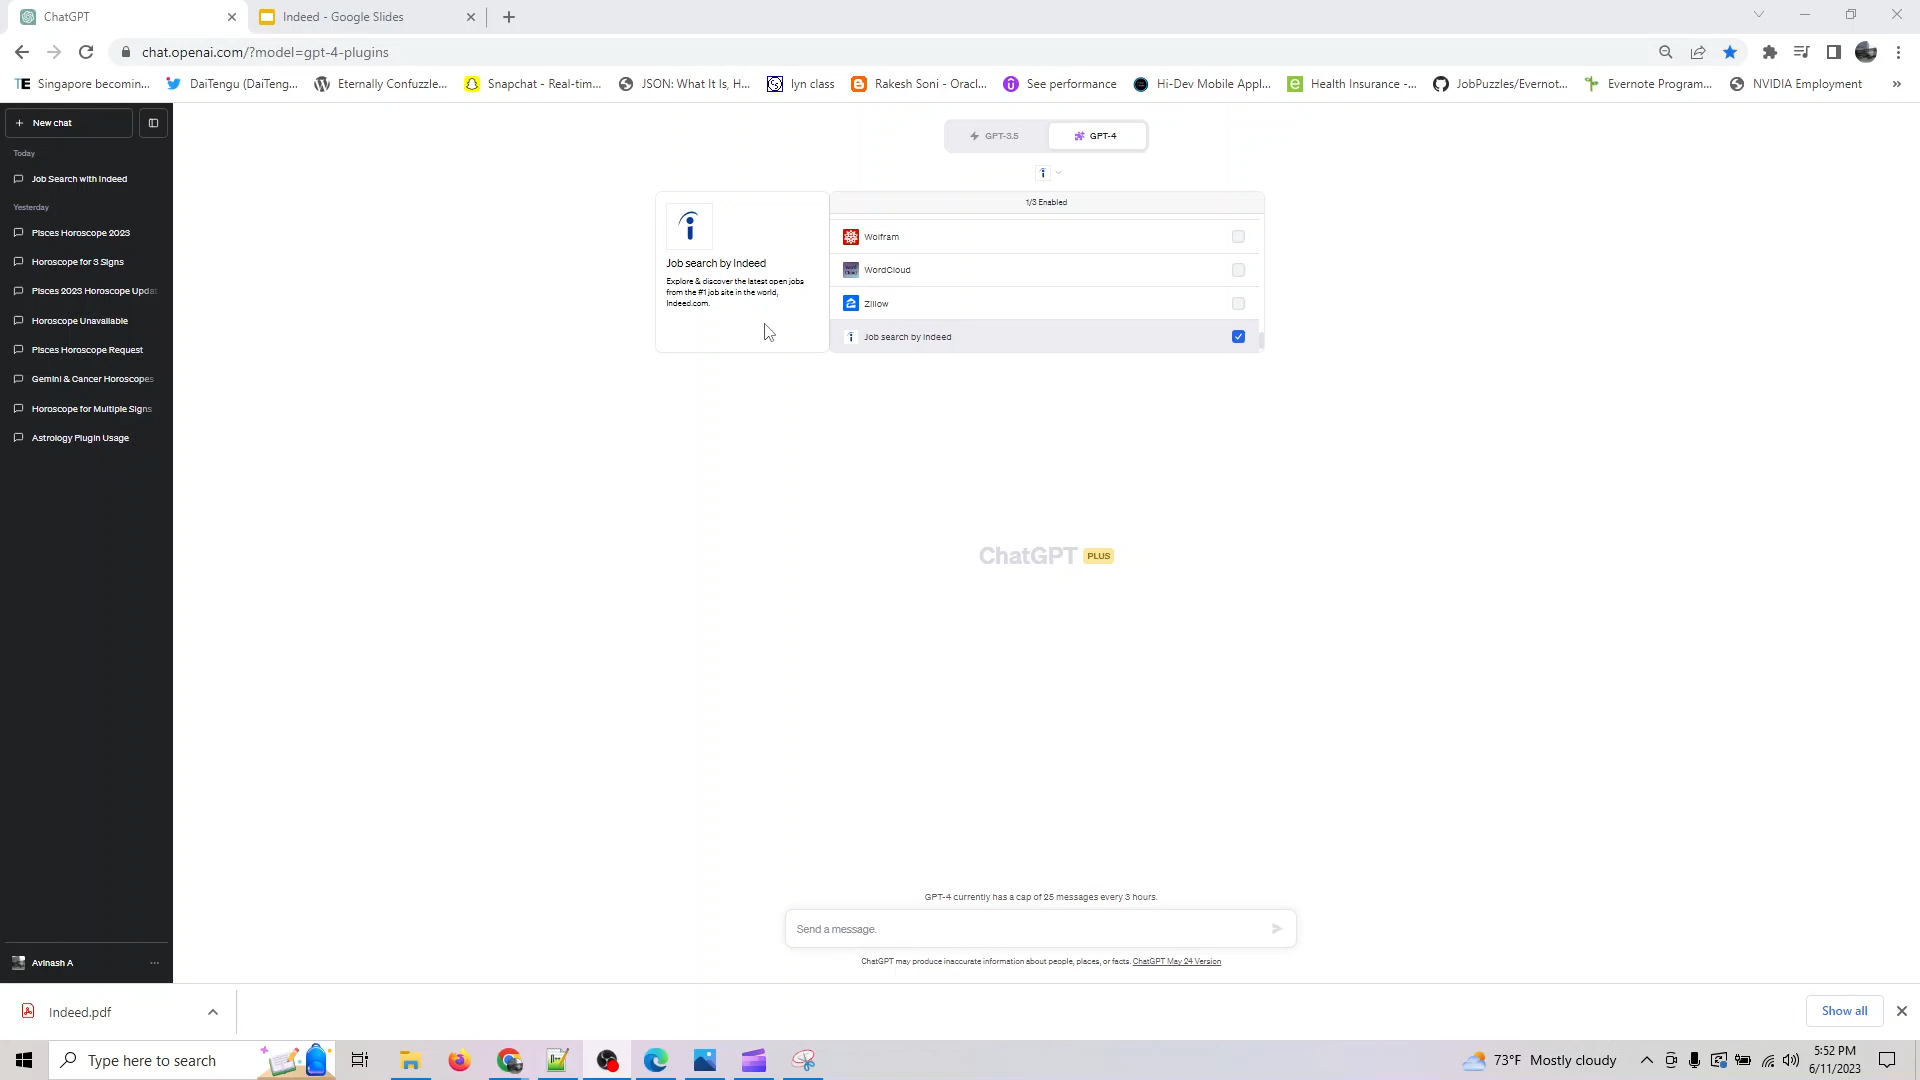 ChatGPT
Indeed - Google Slides
chat.openai.com/?model=gpt-4-plugins
TE Singapore becomin...
DaiTengu (DaiTeng...
Eternally Confuzzle...
Snapchat - Real-tim...
JSON: What It Is, H...
lyn class
Rakesh Soni - Oracl...
See performance
Hi-Dev Mobile Appl...
Health Insurance -...
JobPuzzles/Evernot...
Evernote Program...
NVIDIA Employment
»
+ New chat
Today
Job Search with Indeed
Yesterday
Pisces Horoscope 2023
Horoscope for 3 Signs
Pisces 2023 Horoscope Updat
Horoscope Unavailable
Pisces Horoscope Request
Gemini & Cancer Horoscopes
Horoscope for Multiple Signs
Astrology Plugin Usage
Avinash A
GPT-3.5
GPT-4
1/3 Enabled
Job search by Indeed
Explore & discover the latest open jobs
from the #1 job site in the world,
Indeed.com.
Wolfram
WordCloud
Zillow
Job search by Indeed
ChatGPT PLUS
GPT-4 currently has a cap of 25 messages every 3 hours.
Send a message.
ChatGPT may produce inaccurate information about people, places, or facts. ChatGPT May 24 Version
Indeed.pdf
Show all
Type here to search
73°F Mostly cloudy
5:52 PM
6/11/2023